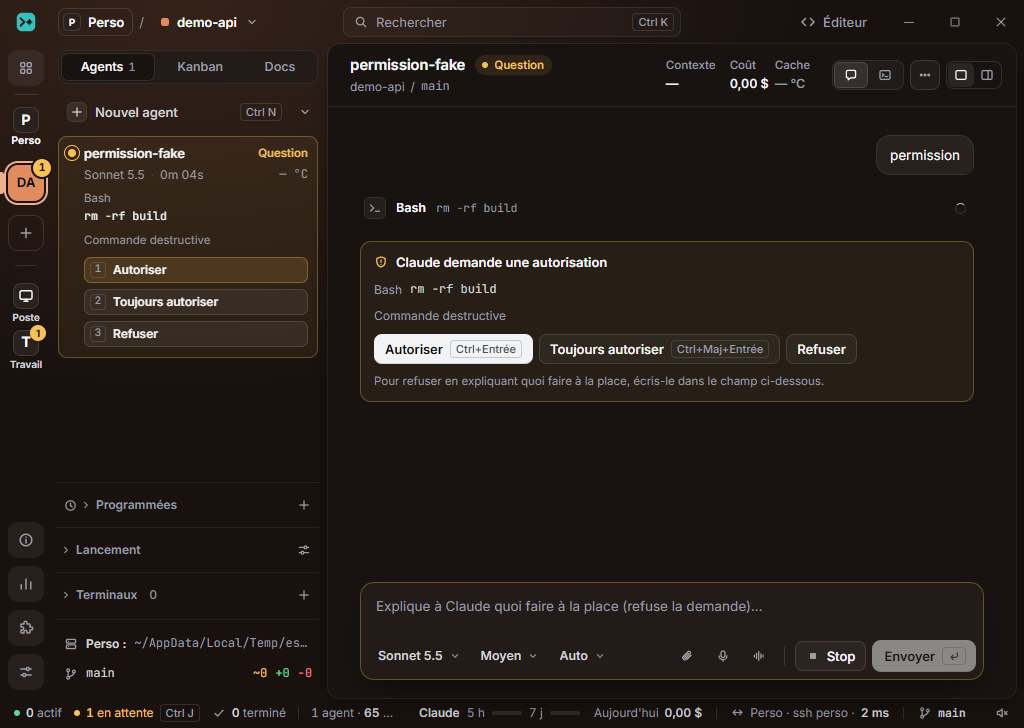 P Perso / demo-api
Rechercher Ctrl K
Éditeur
Agents 1 Kanban Docs
P
Perso
DA 1
Poste
T 1
Travail
Nouvel agent Ctrl N
permission-fake Question
Sonnet 5.5 · 0m 04s — °C
Bash
rm -rf build
Commande destructive
1 Autoriser
2 Toujours autoriser
3 Refuser
Programmées
Lancement
Terminaux 0
Perso : ~/AppData/Local/Temp/es…
main ~0 +0 -0
permission-fake Question
demo-api / main
Contexte Coût Cache
— 0,00 $ — °C
permission
Bash rm -rf build
Claude demande une autorisation
Bash rm -rf build
Commande destructive
Autoriser Ctrl+Entrée Toujours autoriser Ctrl+Maj+Entrée Refuser
Pour refuser en expliquant quoi faire à la place, écris-le dans le champ ci-dessous.
Explique à Claude quoi faire à la place (refuse la demande)…
Sonnet 5.5 Moyen Auto Stop Envoyer
0 actif 1 en attente Ctrl J 0 terminé 1 agent · 65 … Claude 5 h 7 j Aujourd'hui 0,00 $ Perso · ssh perso · 2 ms main